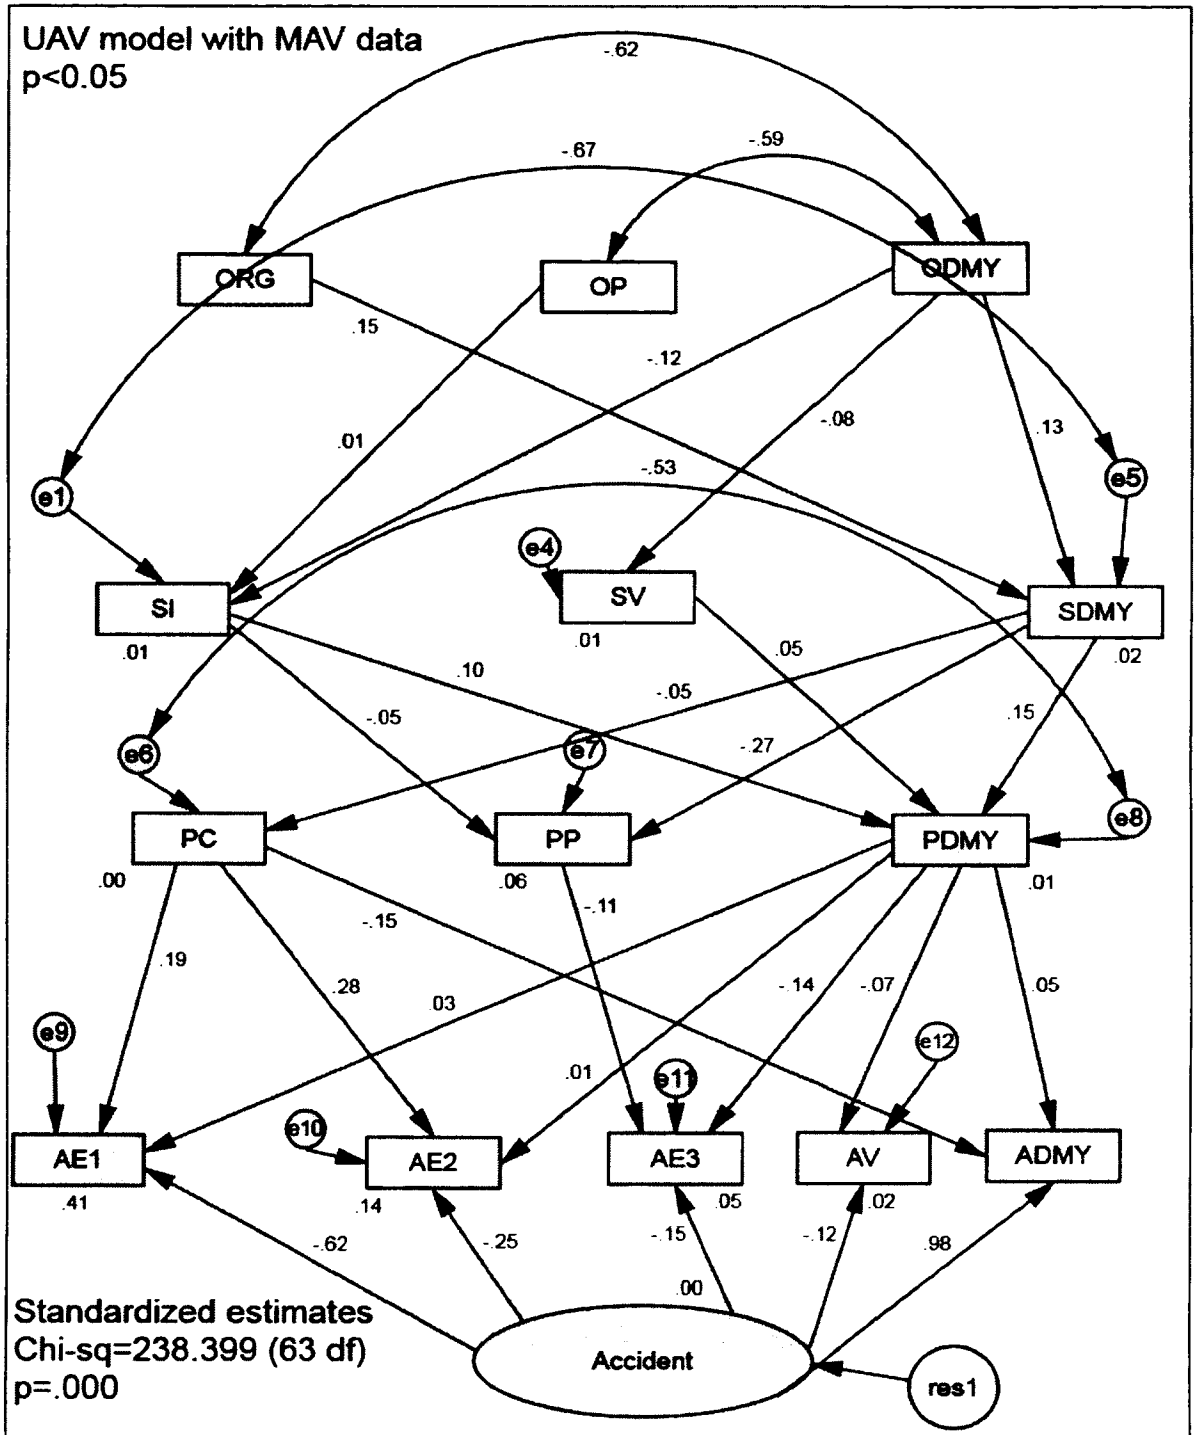 UAV model with MAV data
p<0.05
-.62
-.59
-.67
ORG
OP
ODMY
.15
-.12
-.08
.13
.01
-.53
e1
e5
e4
SI
SV
SDMY
.01
.01
.02
.10
.05
-.05
-.05
.15
-.27
e6
e7
e8
PC
PP
PDMY
.00
.06
.01
-.11
-.15
.19
.28
.03
-.14
-.07
.05
e9
e12
.01
e11
e10
AE1
AE2
AE3
AV
ADMY
.41
.14
.05
.02
-.62
-.25
-.15
-.12
.98
.00
Standardized estimates
Chi-sq=238.399 (63 df)
p=.000
Accident
res1